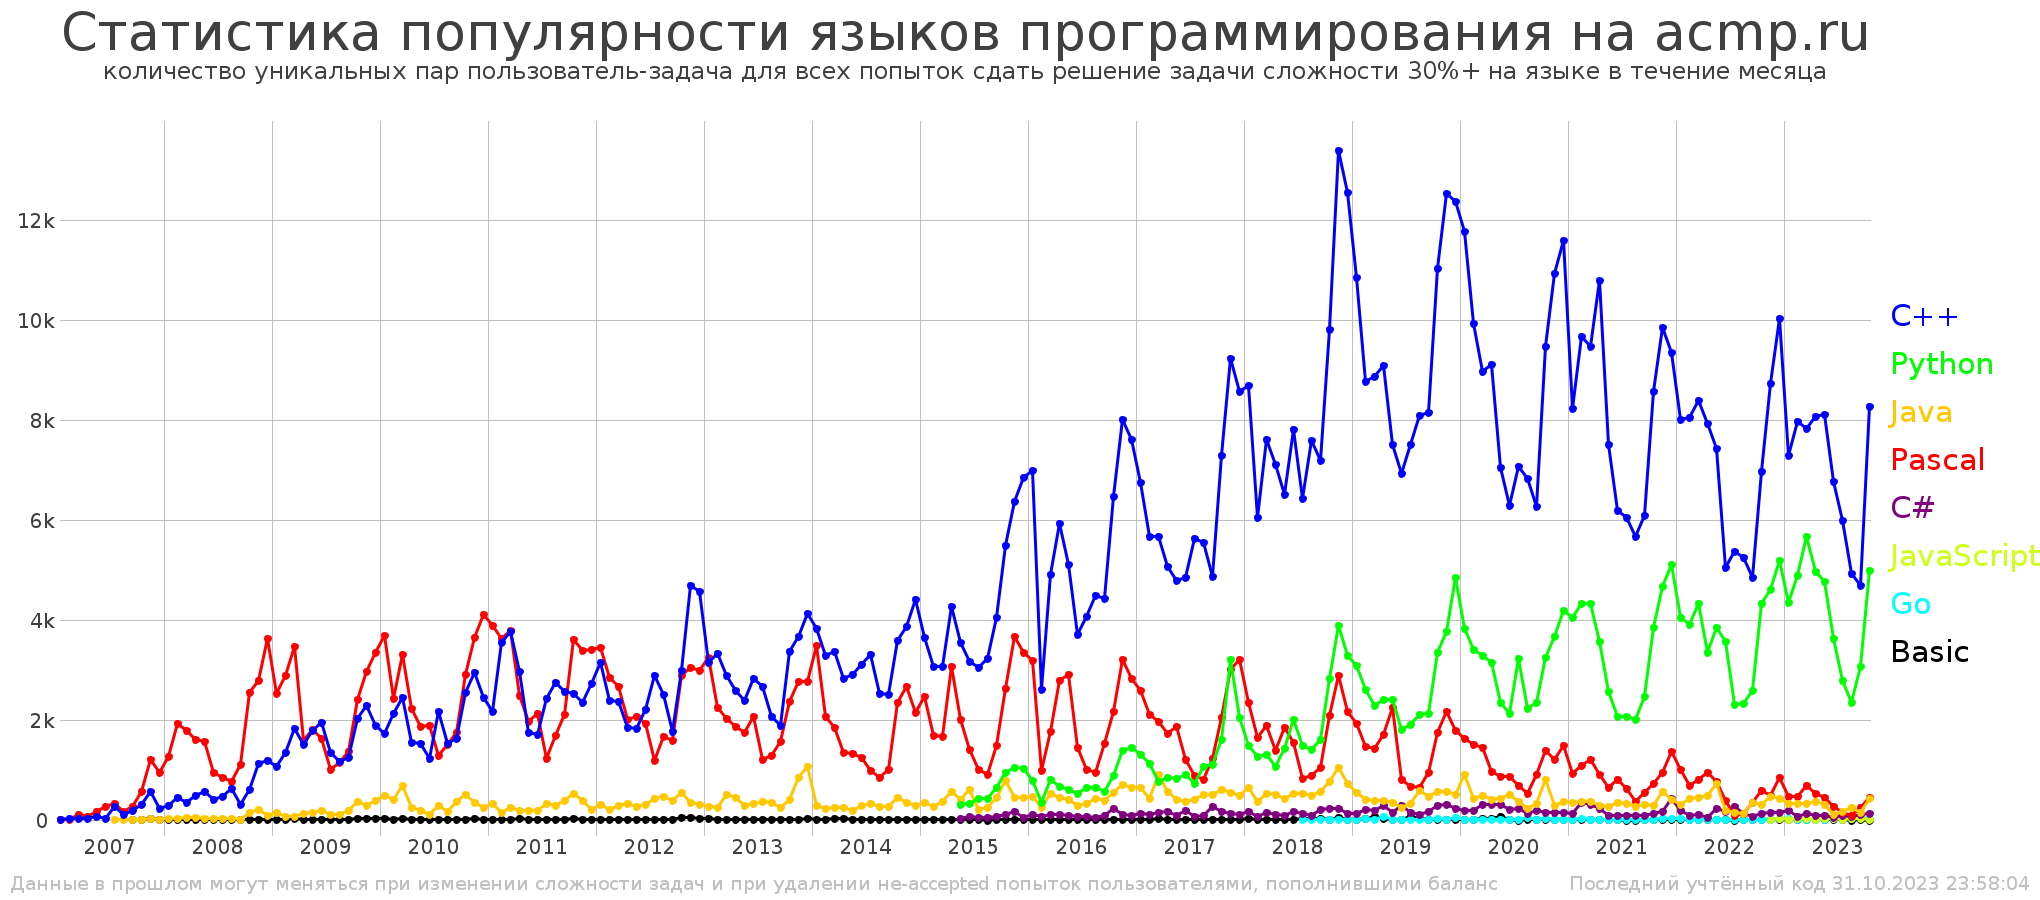 Статистика популярности языков программирования на acmp.ru
количество уникальных пар пользователь-задача для всех попыток сдать решение задачи сложности 30%+ на языке в течение месяца
12k
10k
8k
6k
4k
2k
0
C++
Python
Java
Pascal
C#
JavaScript
Go
Basic
2007 2008 2009 2010 2011 2012 2013 2014 2015 2016 2017 2018 2019 2020 2021 2022 2023
Данные в прошлом могут меняться при изменении сложности задач и при удалении не-accepted попыток пользователями, пополнившими баланс
Последний учтённый код 31.10.2023 23:58:04